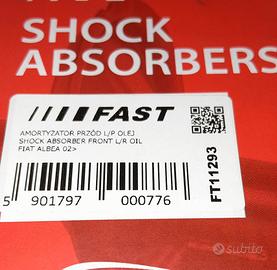 SHOCK
ABSORBERS
FAST
AMORTYZATOR PRZÓD L/P OLEJ
SHOCK ABSORBER FRONT L/R OIL
FIAT ALBEA 02>
5 901797 000776
FT11293
subito